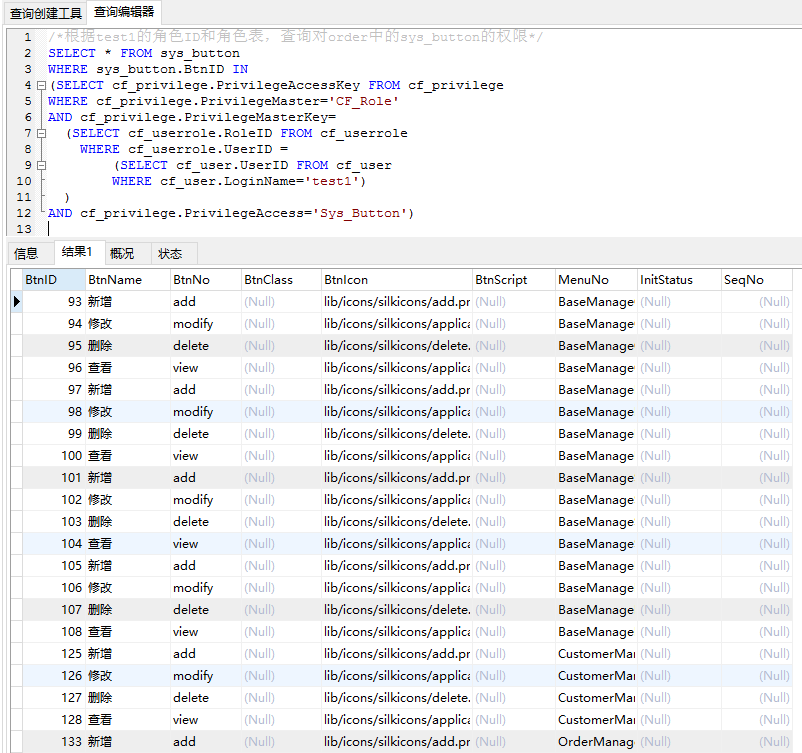 查询创建工具 查询编辑器
1 /*根据test1的角色ID和角色表，查询对order中的sys_button的权限*/
2 SELECT * FROM sys_button
3 WHERE sys_button.BtnID IN
4 (SELECT cf_privilege.PrivilegeAccessKey FROM cf_privilege
5 WHERE cf_privilege.PrivilegeMaster='CF_Role'
6 AND cf_privilege.PrivilegeMasterKey=
7 (SELECT cf_userrole.RoleID FROM cf_userrole
8 WHERE cf_userrole.UserID =
9 (SELECT cf_user.UserID FROM cf_user
10 WHERE cf_user.LoginName='test1')
11 )
12 AND cf_privilege.PrivilegeAccess='Sys_Button')
13
信息 结果1 概况 状态
BtnID BtnName BtnNo BtnClass BtnIcon BtnScript MenuNo InitStatus SeqNo
93 新增 add (Null) lib/icons/silkicons/add.pr (Null) BaseManage (Null) (Null)
94 修改 modify (Null) lib/icons/silkicons/applica (Null) BaseManage (Null) (Null)
95 删除 delete (Null) lib/icons/silkicons/delete. (Null) BaseManage (Null) (Null)
96 查看 view (Null) lib/icons/silkicons/applica (Null) BaseManage (Null) (Null)
97 新增 add (Null) lib/icons/silkicons/add.pr (Null) BaseManage (Null) (Null)
98 修改 modify (Null) lib/icons/silkicons/applica (Null) BaseManage (Null) (Null)
99 删除 delete (Null) lib/icons/silkicons/delete. (Null) BaseManage (Null) (Null)
100 查看 view (Null) lib/icons/silkicons/applica (Null) BaseManage (Null) (Null)
101 新增 add (Null) lib/icons/silkicons/add.pr (Null) BaseManage (Null) (Null)
102 修改 modify (Null) lib/icons/silkicons/applica (Null) BaseManage (Null) (Null)
103 删除 delete (Null) lib/icons/silkicons/delete. (Null) BaseManage (Null) (Null)
104 查看 view (Null) lib/icons/silkicons/applica (Null) BaseManage (Null) (Null)
105 新增 add (Null) lib/icons/silkicons/add.pr (Null) BaseManage (Null) (Null)
106 修改 modify (Null) lib/icons/silkicons/applica (Null) BaseManage (Null) (Null)
107 删除 delete (Null) lib/icons/silkicons/delete. (Null) BaseManage (Null) (Null)
108 查看 view (Null) lib/icons/silkicons/applica (Null) BaseManage (Null) (Null)
125 新增 add (Null) lib/icons/silkicons/add.pr (Null) CustomerMar (Null) (Null)
126 修改 modify (Null) lib/icons/silkicons/applica (Null) CustomerMar (Null) (Null)
127 删除 delete (Null) lib/icons/silkicons/delete. (Null) CustomerMar (Null) (Null)
128 查看 view (Null) lib/icons/silkicons/applica (Null) CustomerMar (Null) (Null)
133 新增 add (Null) lib/icons/silkicons/add.pr (Null) OrderManag (Null) (Null)